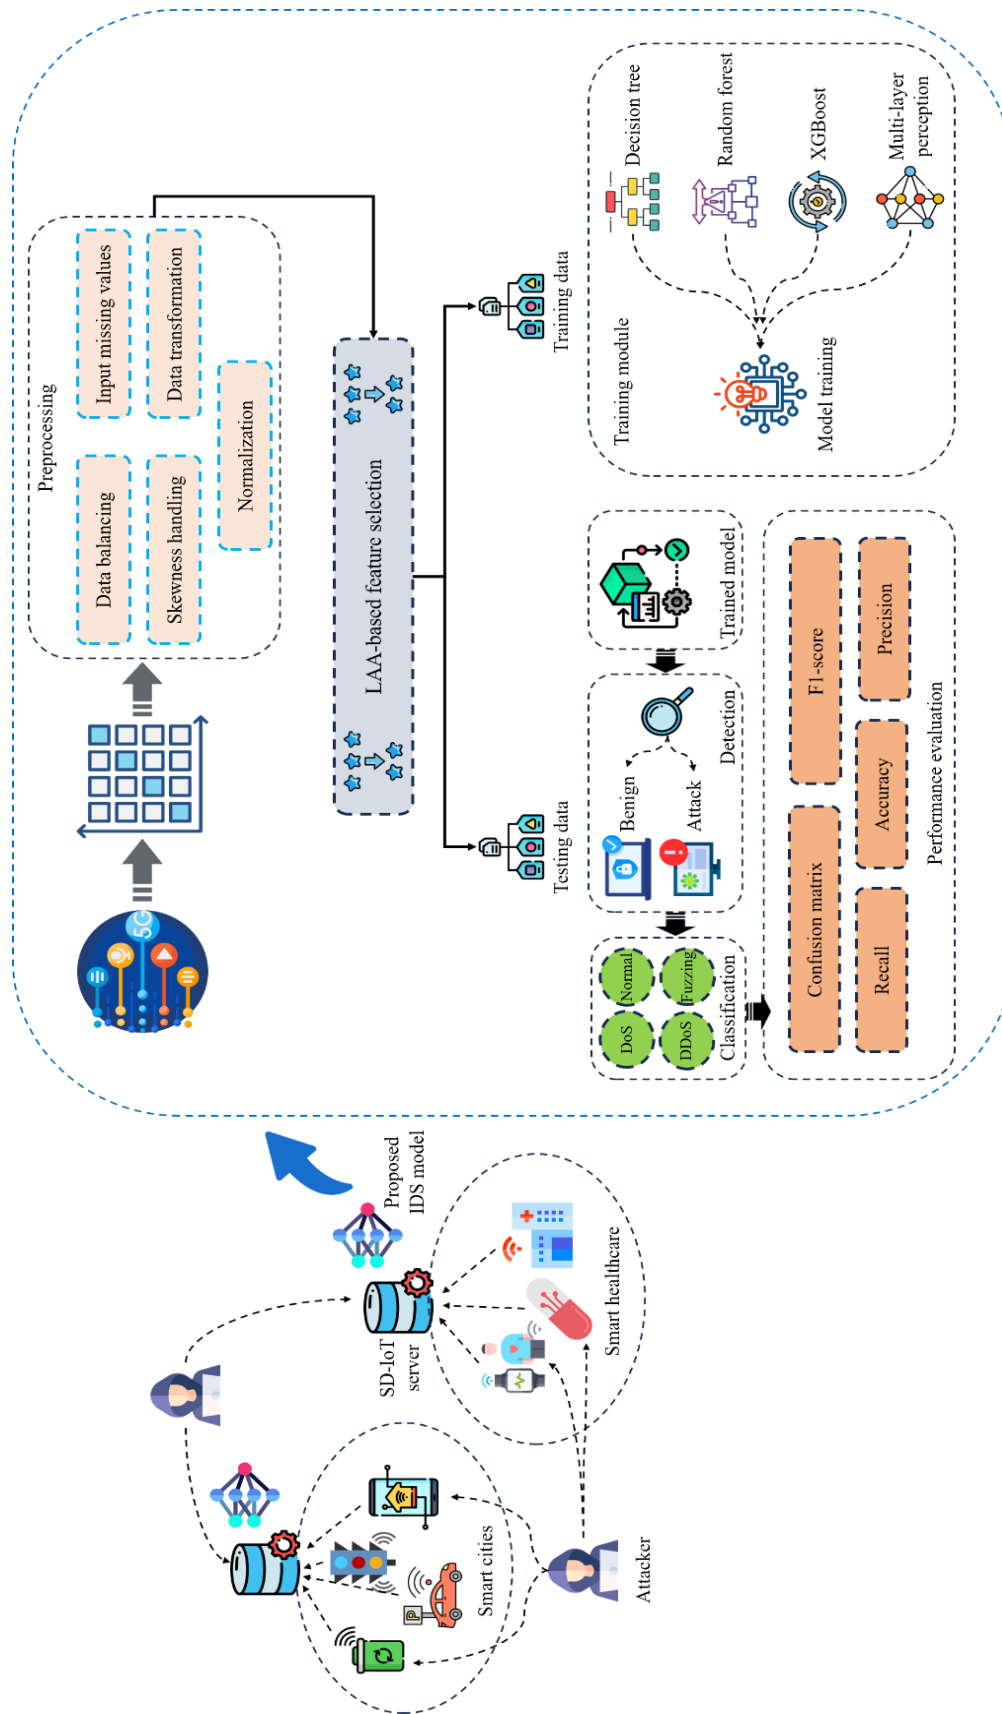 5G
Preprocessing
Data balancing
Input missing values
Skewness handling
Data transformation
Normalization
LAA-based feature selection
Testing data
Training data
Classification
DoS
Normal
DDoS
Fuzzing
Detection
Benign
Attack
Trained model
Training module
Model training
Decision tree
Random forest
XGBoost
Multi-layer
perception
Performance evaluation
Confusion matrix
F1-score
Recall
Accuracy
Precision
Proposed
IDS model
SD-IoT
server
P
Smart cities
Smart healthcare
Attacker